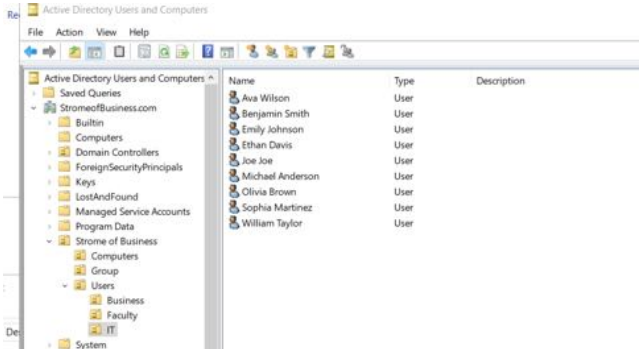 Re
Active Directory Users and Computers
File Action View Help
Active Directory Users and Computers
Saved Queries
StromeofBusiness.com
Builtin
Computers
Domain Controllers
ForeignSecurityPrincipals
Keys
LostAndFound
Managed Service Accounts
Program Data
Strome of Business
Computers
Group
Users
Business
Faculty
IT
System
De
Name Type Description
Ava Wilson User
Benjamin Smith User
Emily Johnson User
Ethan Davis User
Joe Joe User
Michael Anderson User
Olivia Brown User
Sophia Martinez User
William Taylor User